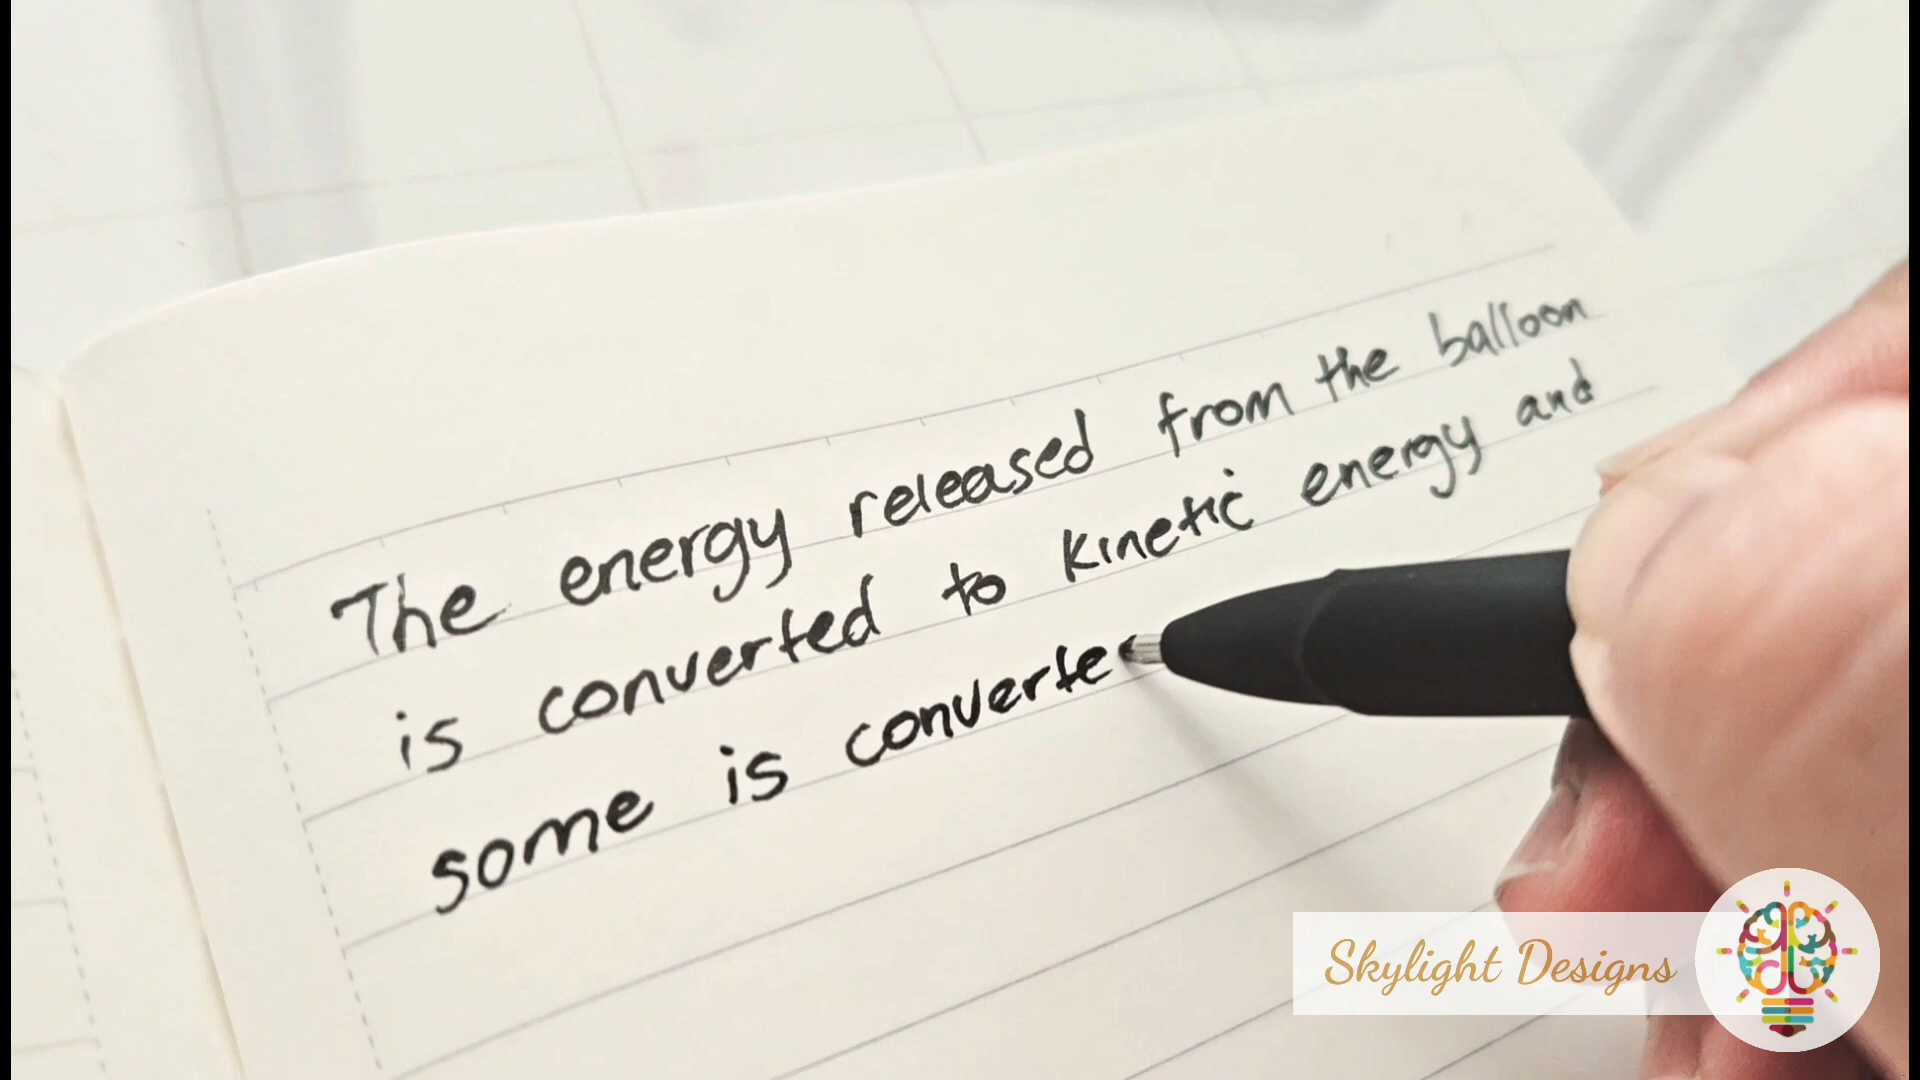 The energy released from the balloon
is converted to kinetic energy and
some is converte
Skylight Designs